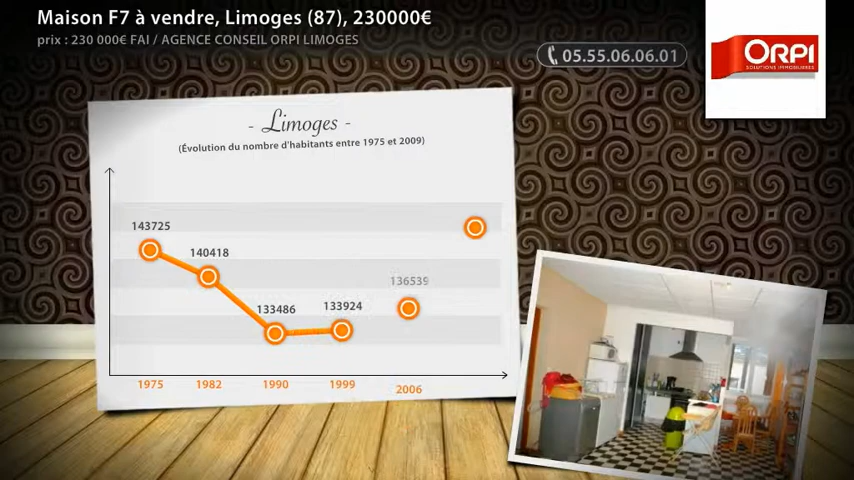 Maison F7 à vendre, Limoges (87), 230000€
prix : 230 000€ FAI / AGENCE CONSEIL ORPI LIMOGES
05.55.06.06.01
ORPI
SOLUTIONS IMMOBILIÈRES
- Limoges -
(Évolution du nombre d'habitants entre 1975 et 2009)
143725
140418
133486
133924
136539
1975
1982
1990
1999
2006